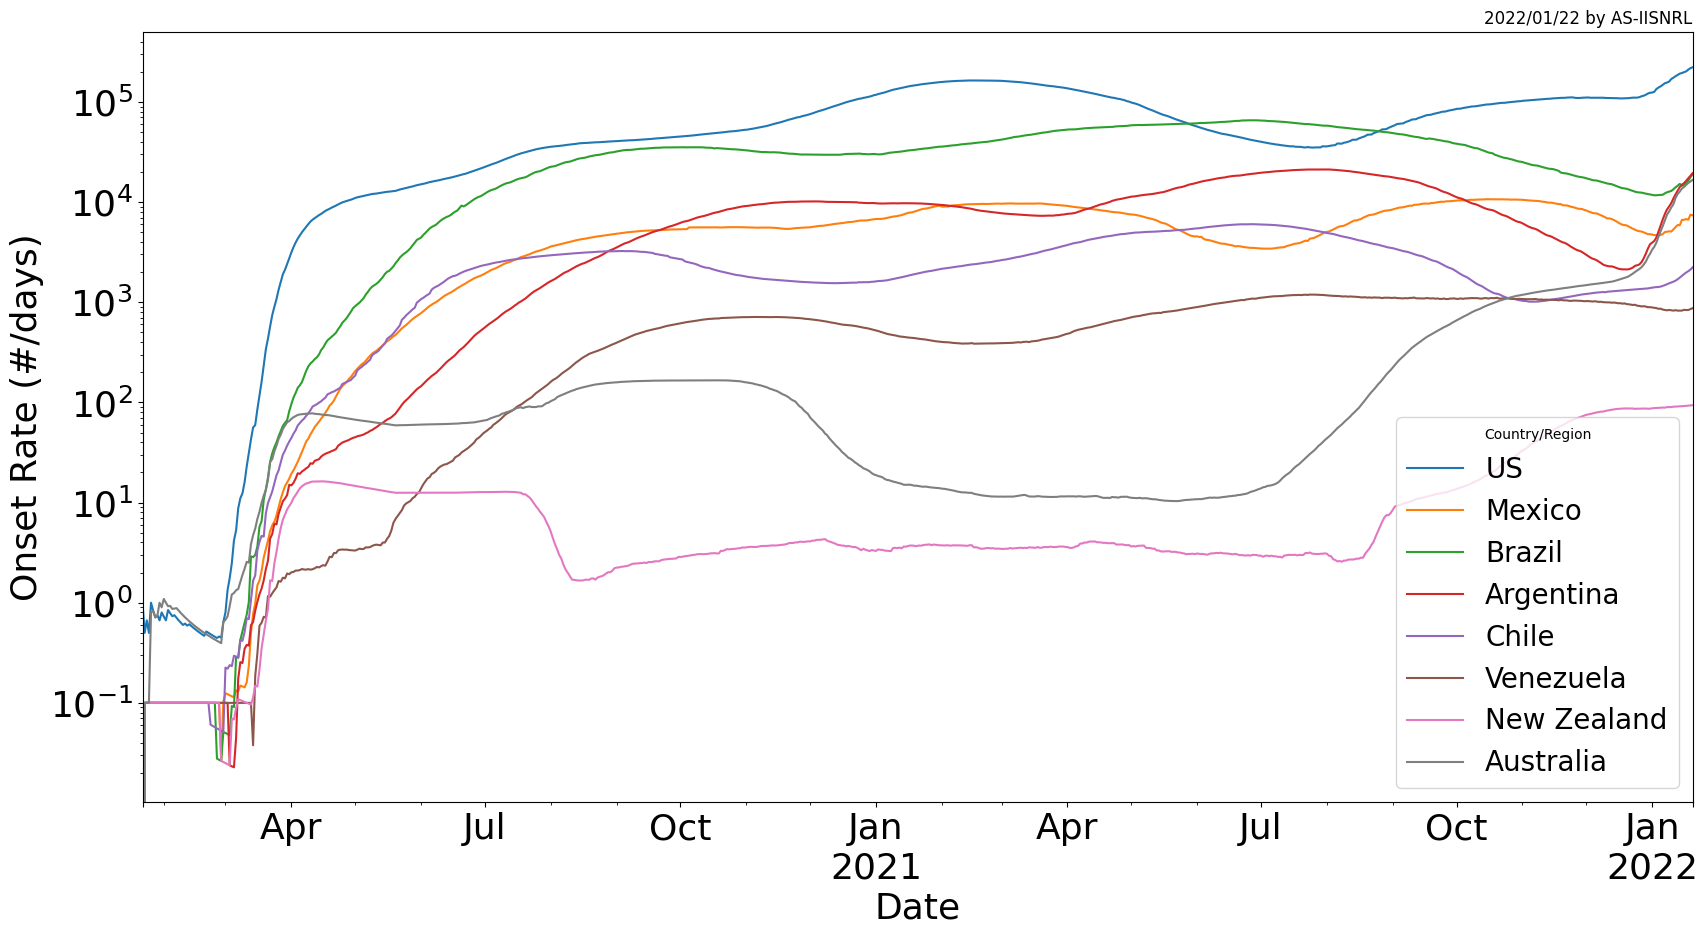 2022/01/22 by AS-IISNRL
Onset Rate (#/days)
10^5
10^4
10^3
10^2
10^1
10^0
10^−1
Country/Region
US
Mexico
Brazil
Argentina
Chile
Venezuela
New Zealand
Australia
Apr Jul Oct Jan Apr Jul Oct Jan
2021 2022
Date